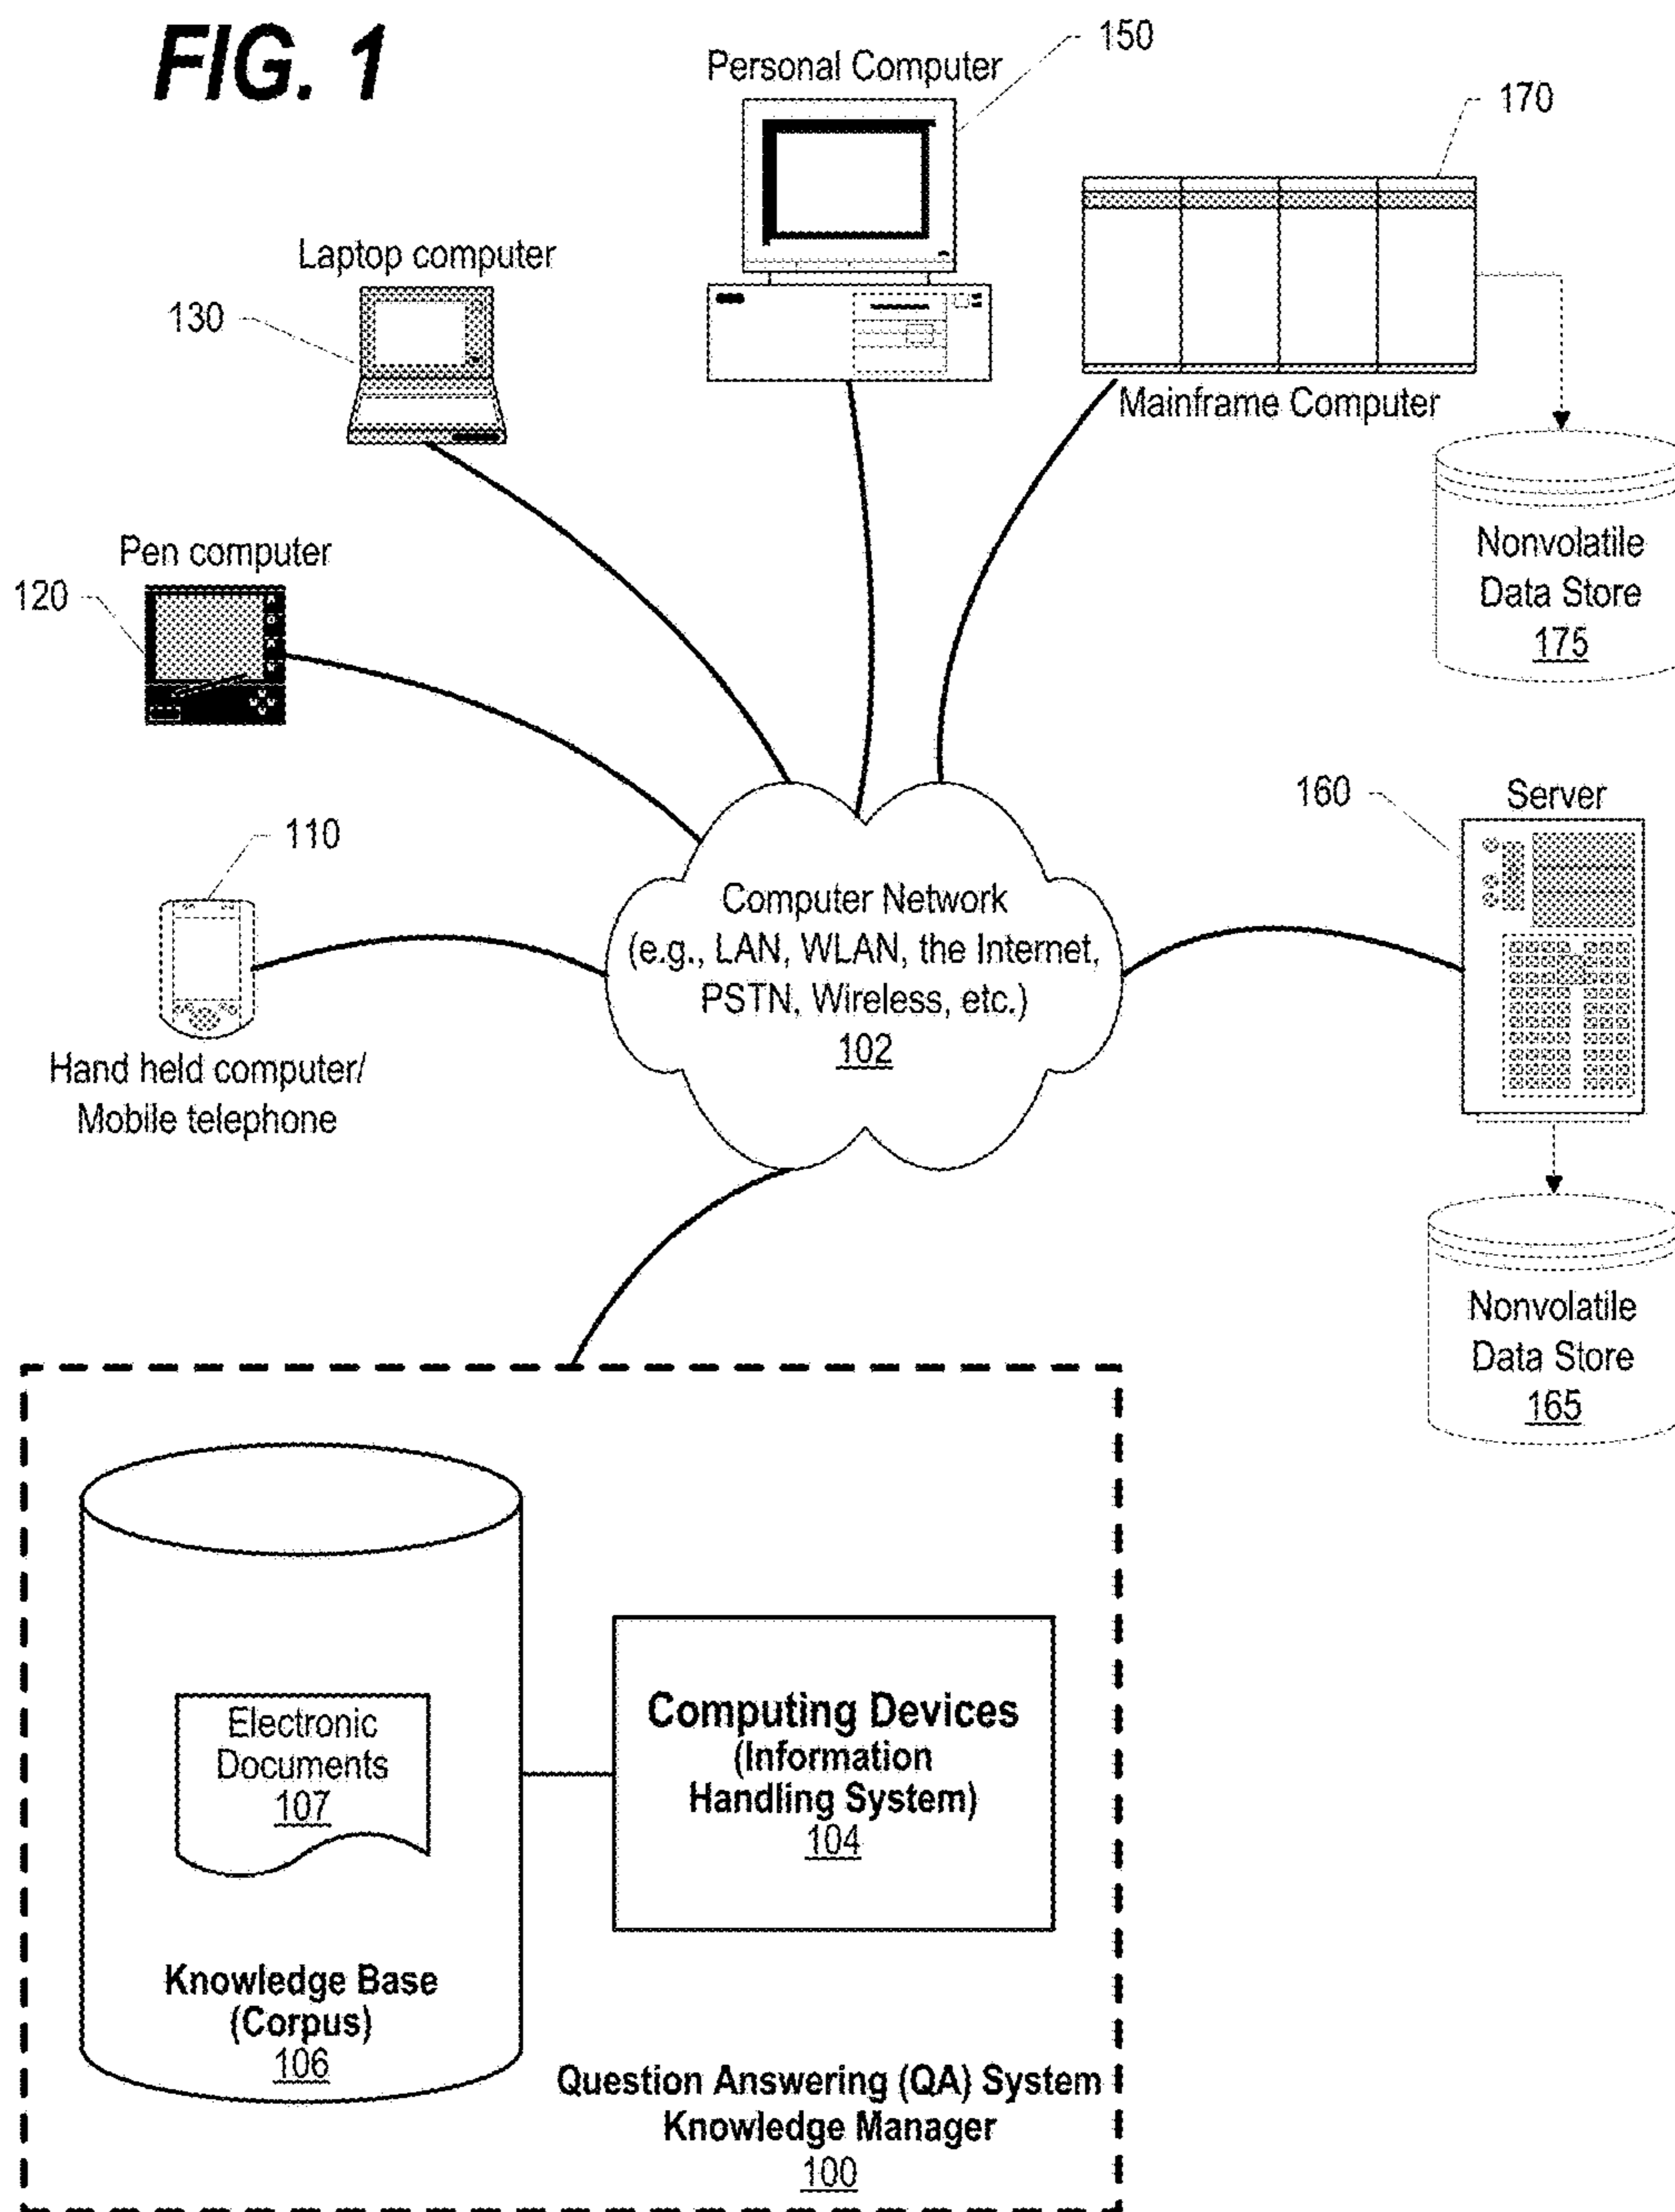 FIG. 1
Personal Computer
150
170
Laptop computer
130
Mainframe Computer
Nonvolatile
Data Store
175
Pen computer
120
160
Server
110
Computer Network
(e.g., LAN, WLAN, the Internet,
PSTN, Wireless, etc.)
102
Hand held computer/
Mobile telephone
Nonvolatile
Data Store
165
Electronic
Documents
107
Computing Devices
(Information
Handling System)
104
Knowledge Base
(Corpus)
106
Question Answering (QA) System
Knowledge Manager
100